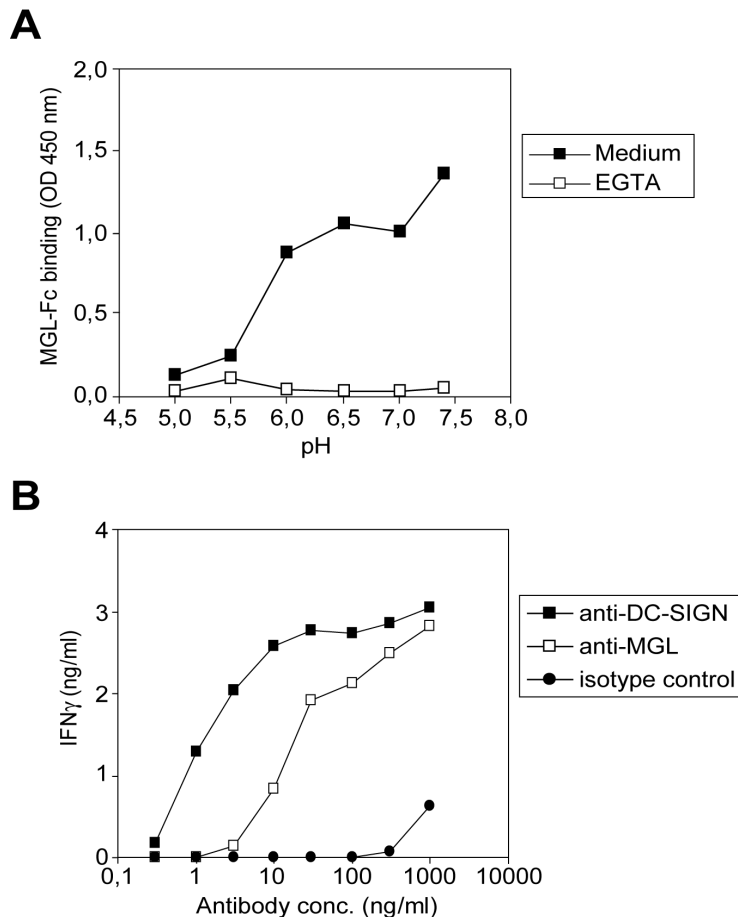 A
MGL-Fc binding (OD 450 nm)
2,0
1,5
1,0
0,5
0,0
4,5 5,0 5,5 6,0 6,5 7,0 7,5 8,0
pH
Medium
EGTA
B
IFNγ (ng/ml)
4
3
2
1
0
0,1 1 10 100 1000 10000
Antibody conc. (ng/ml)
anti-DC-SIGN
anti-MGL
isotype control